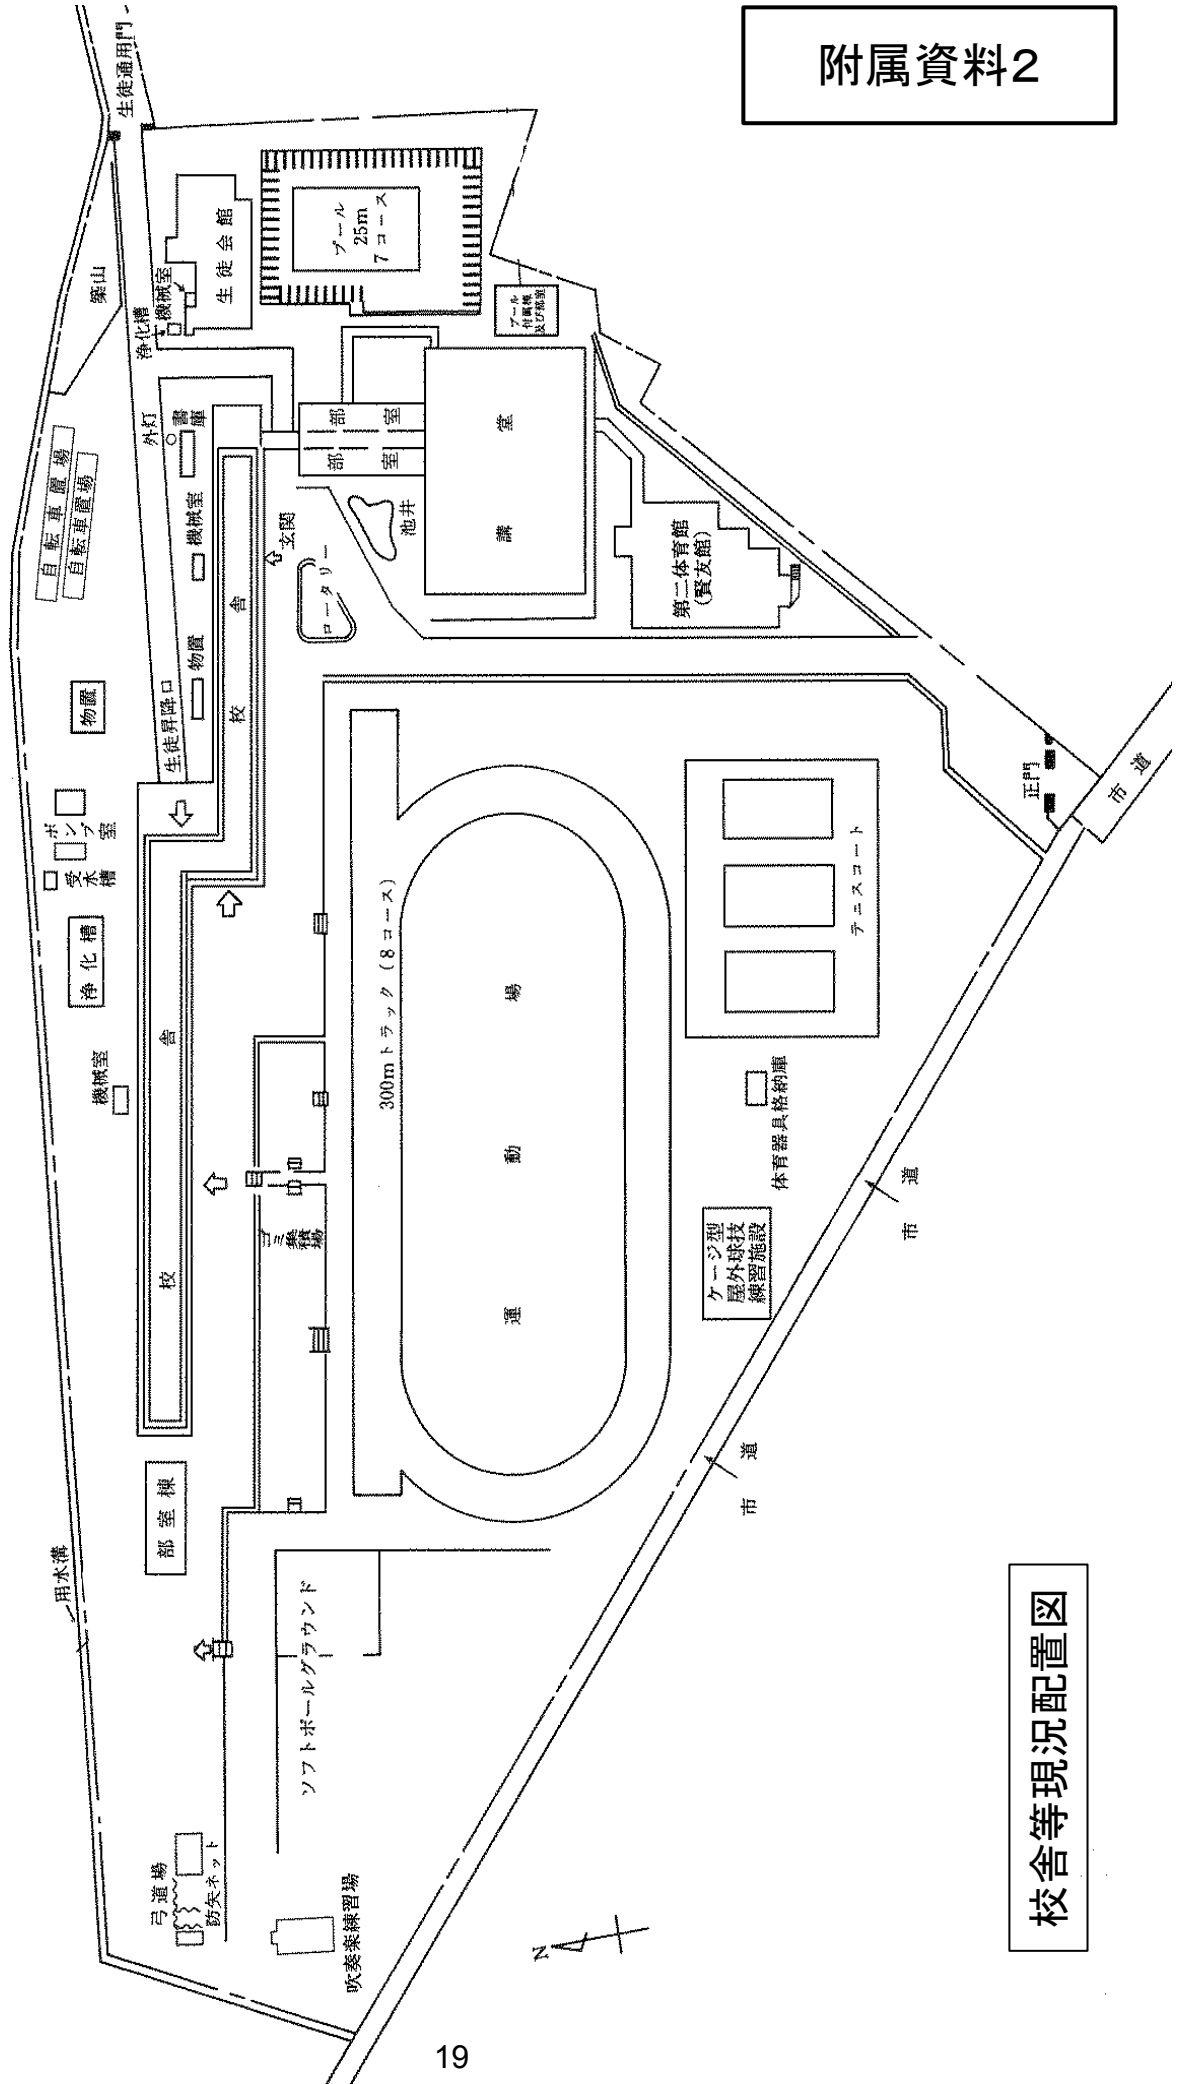 附属資料2
校舎等現況配置図
生徒通用門
築山
浄化槽
機械室
生徒会館
プール
25m
7コース
プール
付属棟
及び部室
外灯
書庫
部室
部室
講堂
自転車置場
自転車置場
機械室
玄関
池井
ロータリー
第二体育館
(賢友館)
物置
物置
生徒昇降口
校舎
正門
市道
ポンプ室
受水槽
浄化槽
機械室
校舎
300mトラック(8コース)
運動場
テニスコート
体育器具格納庫
ケージ型
屋外球技
練習施設
市道
市道
ゴミ集積場
部室棟
用水溝
ソフトボールグラウンド
弓道場
防矢ネット
吹奏楽練習場
N
19